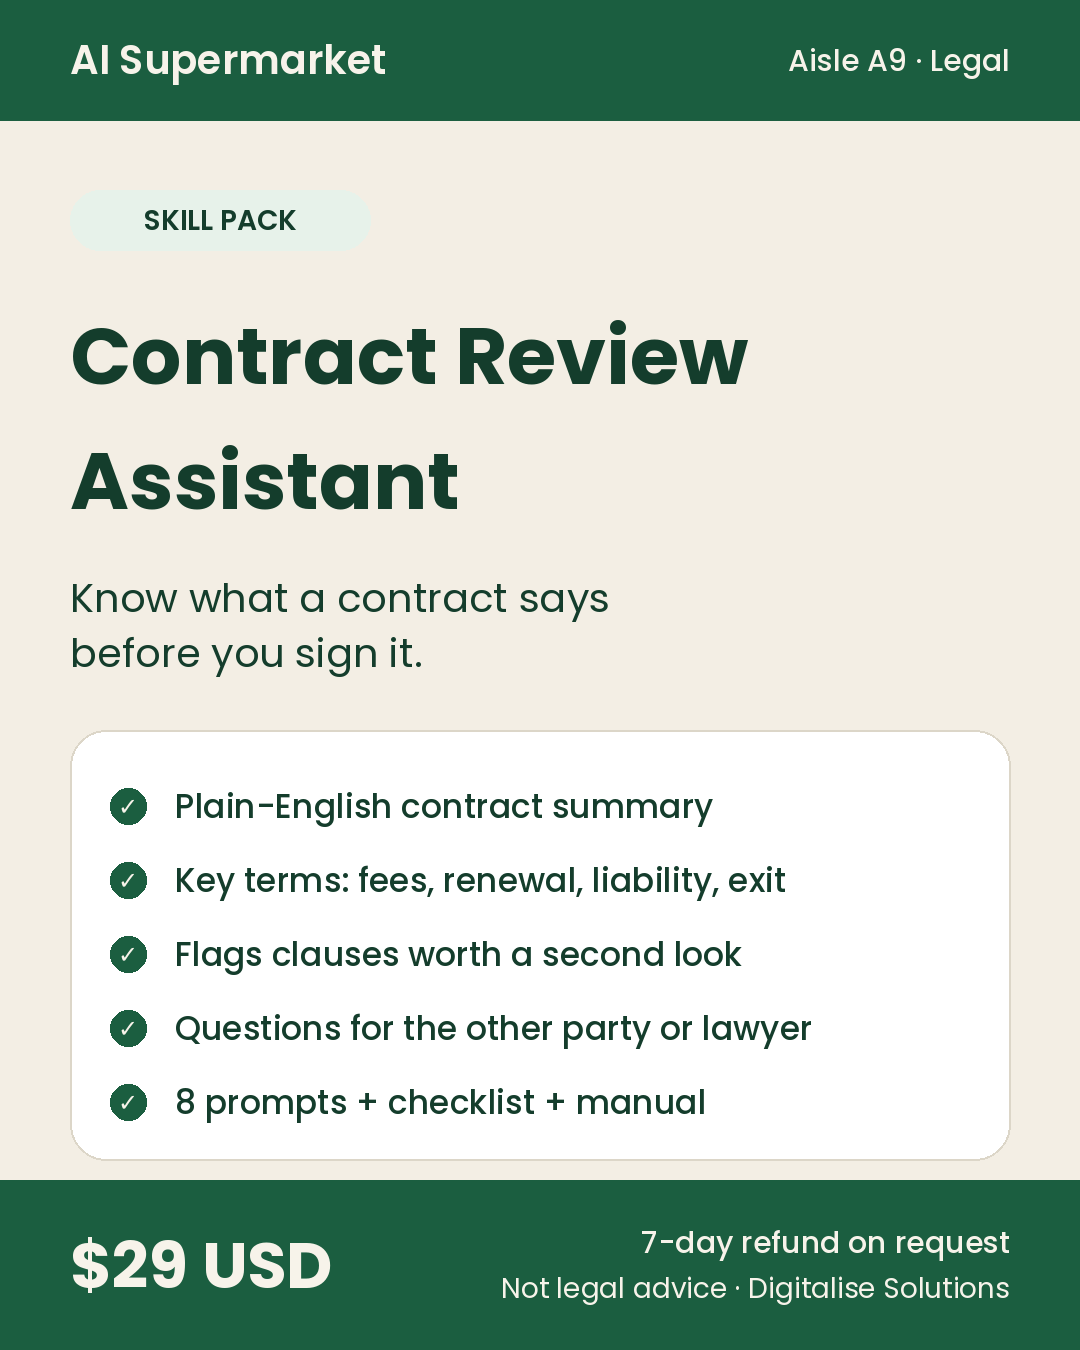 AI Supermarket
Aisle A9 · Legal
SKILL PACK
Contract Review
Assistant
Know what a contract says
before you sign it.
✓ Plain-English contract summary
✓ Key terms: fees, renewal, liability, exit
✓ Flags clauses worth a second look
✓ Questions for the other party or lawyer
✓ 8 prompts + checklist + manual
$29 USD
7-day refund on request
Not legal advice · Digitalise Solutions